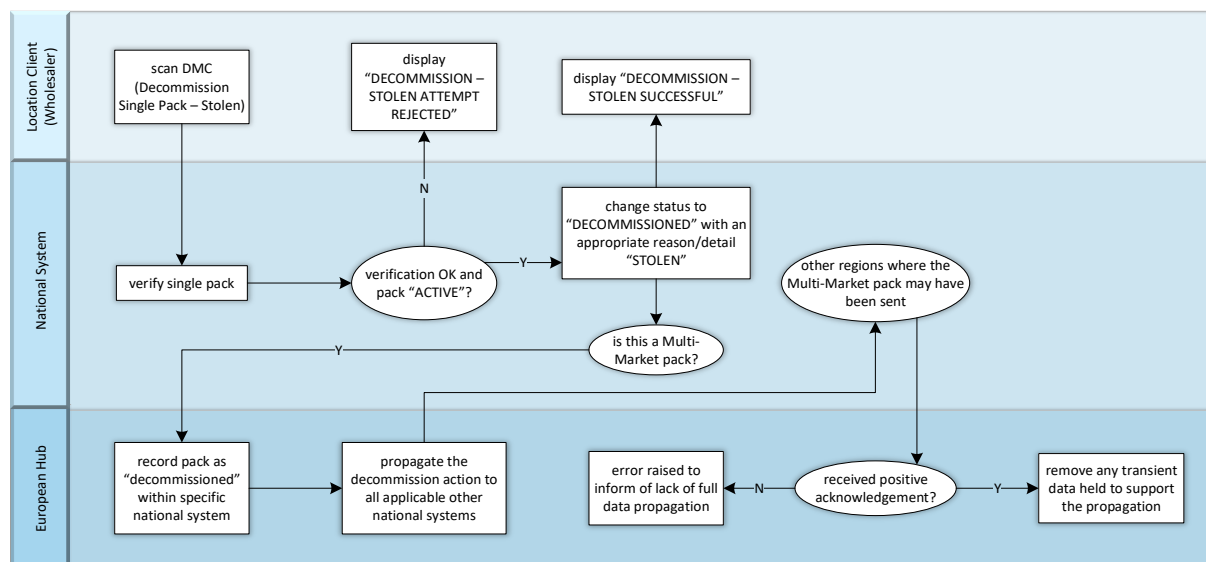 Location Client
(Wholesaler)
scan DMC
(Decommission
Single Pack – Stolen)
display
“DECOMMISSION –
STOLEN ATTEMPT
REJECTED”
display “DECOMMISSION –
STOLEN SUCCESSFUL”
National System
verify single pack
N
verification OK and
pack “ACTIVE”?
Y
change status to
“DECOMMISSIONED” with an
appropriate reason/detail
“STOLEN”
other regions where the
Multi-Market pack may have
been sent
is this a Multi-
Market pack?
Y
European Hub
record pack as
“decommissioned”
within specific
national system
propagate the
decommission action to
all applicable other
national systems
error raised to
inform of lack of full
data propagation
N
received positive
acknowledgement?
Y
remove any transient
data held to support
the propagation